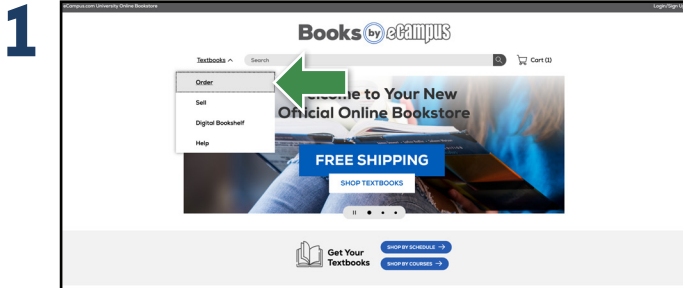 1
eCampus.com University Online Bookstore
Login/Sign U
Books by eCampus
Textbooks
Search
Cart (1)
Order
Sell
Digital Bookshelf
Help
Welcome to Your New
Official Online Bookstore
FREE SHIPPING
SHOP TEXTBOOKS
Get Your
Textbooks
SHOP BY SCHEDULE →
SHOP BY COURSES →